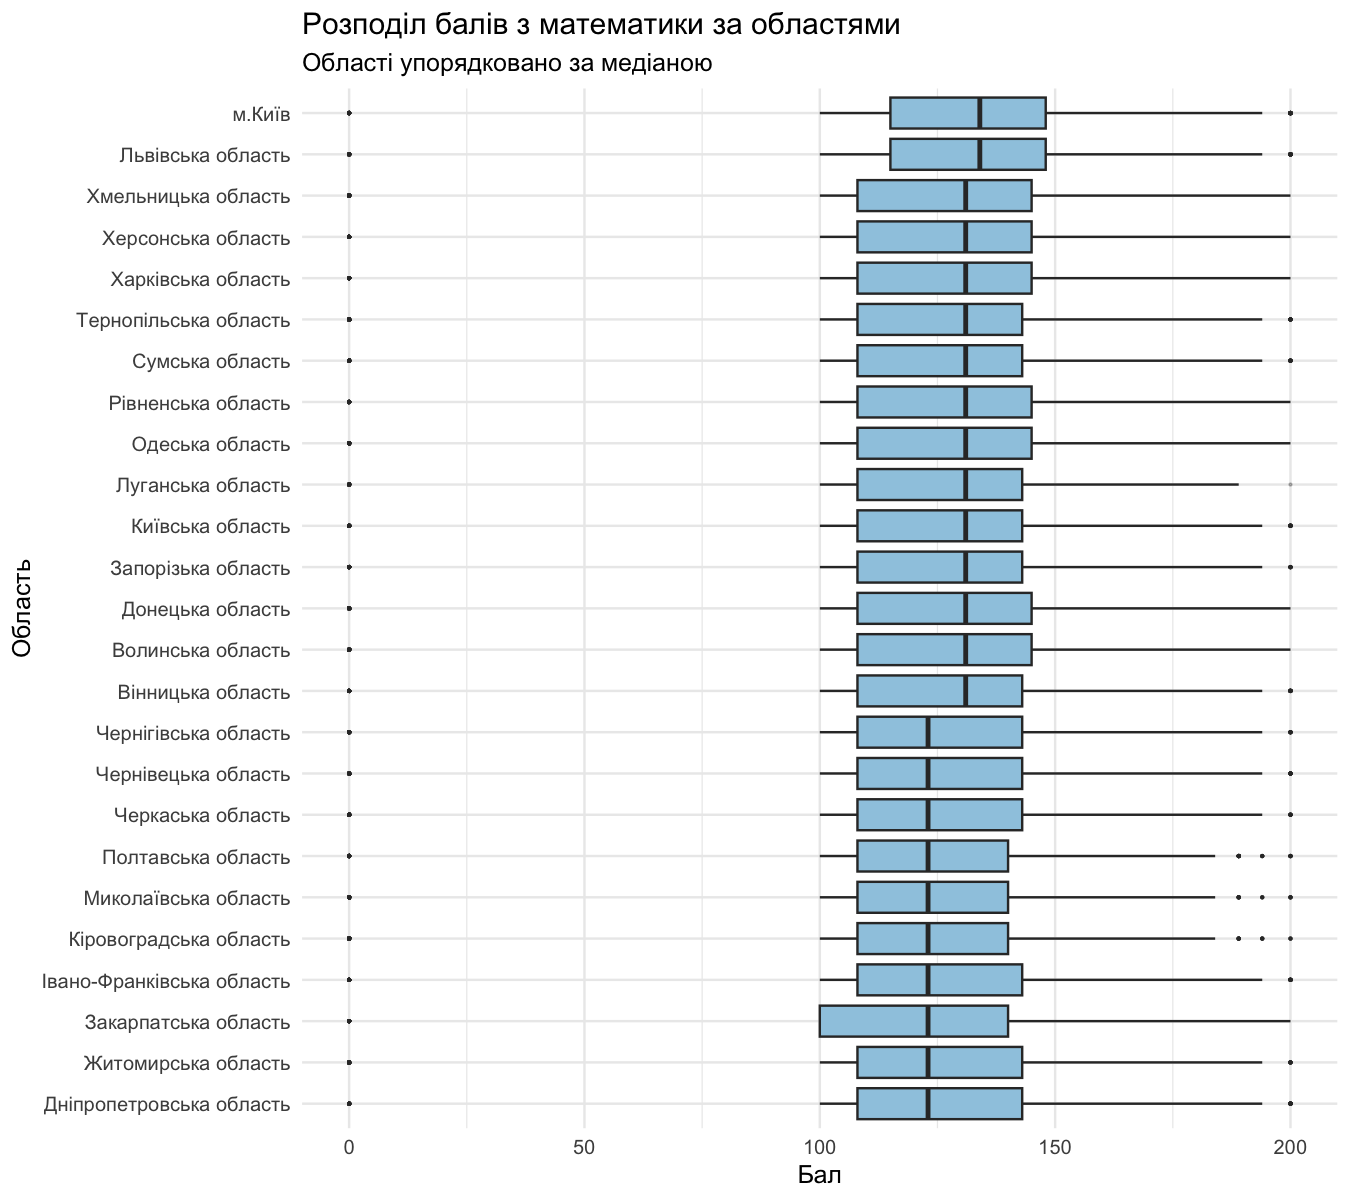 Розподіл балів з математики за областями
Області упорядковано за медіаною
м.Київ
Львівська область
Хмельницька область
Херсонська область
Харківська область
Тернопільська область
Сумська область
Рівненська область
Одеська область
Луганська область
Київська область
Запорізька область
Донецька область
Волинська область
Вінницька область
Чернігівська область
Чернівецька область
Черкаська область
Полтавська область
Миколаївська область
Кіровоградська область
Івано-Франківська область
Закарпатська область
Житомирська область
Дніпропетровська область
Область
0 50 100 150 200
Бал